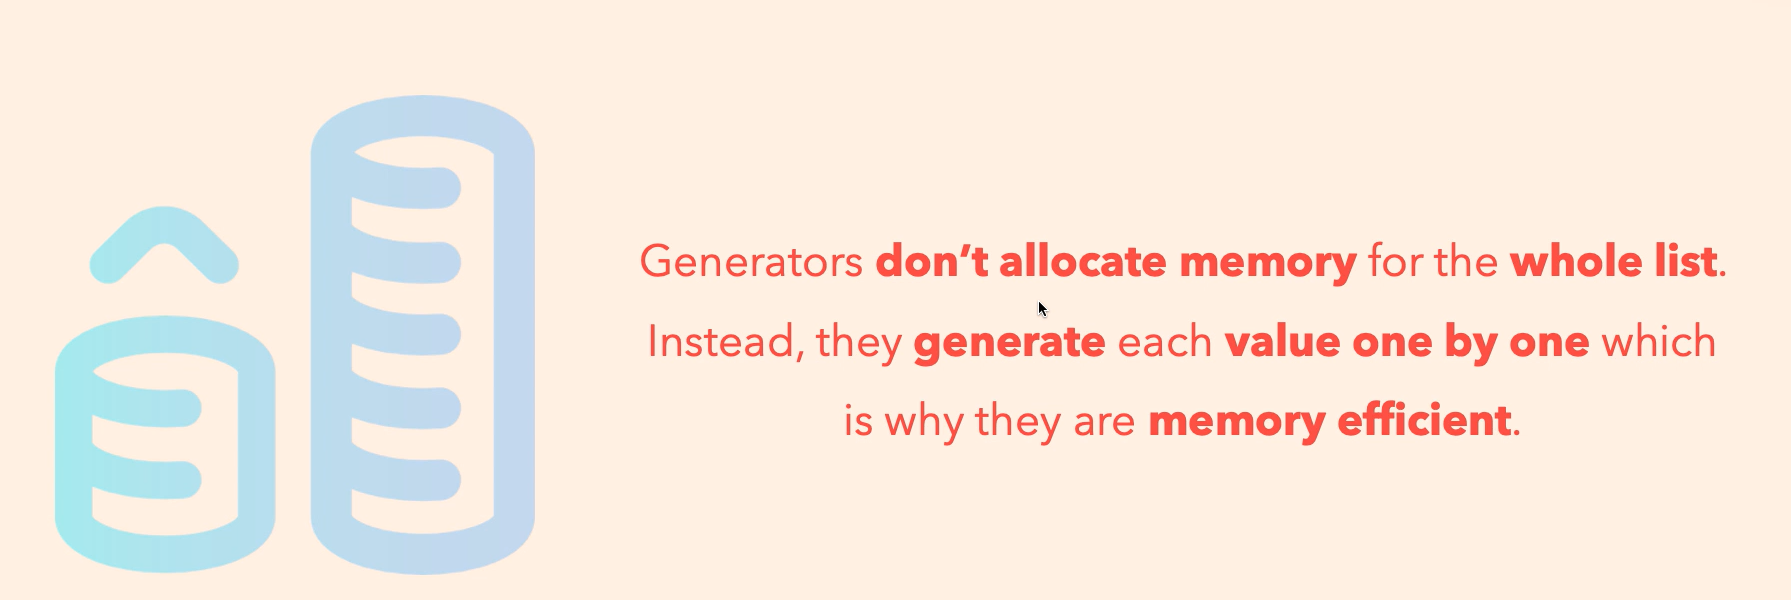 Generators don’t allocate memory for the whole list.
Instead, they generate each value one by one which
is why they are memory efficient.